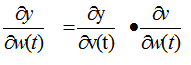 ∂y/∂w(t) = ∂y/∂v(t) • ∂v/∂w(t)